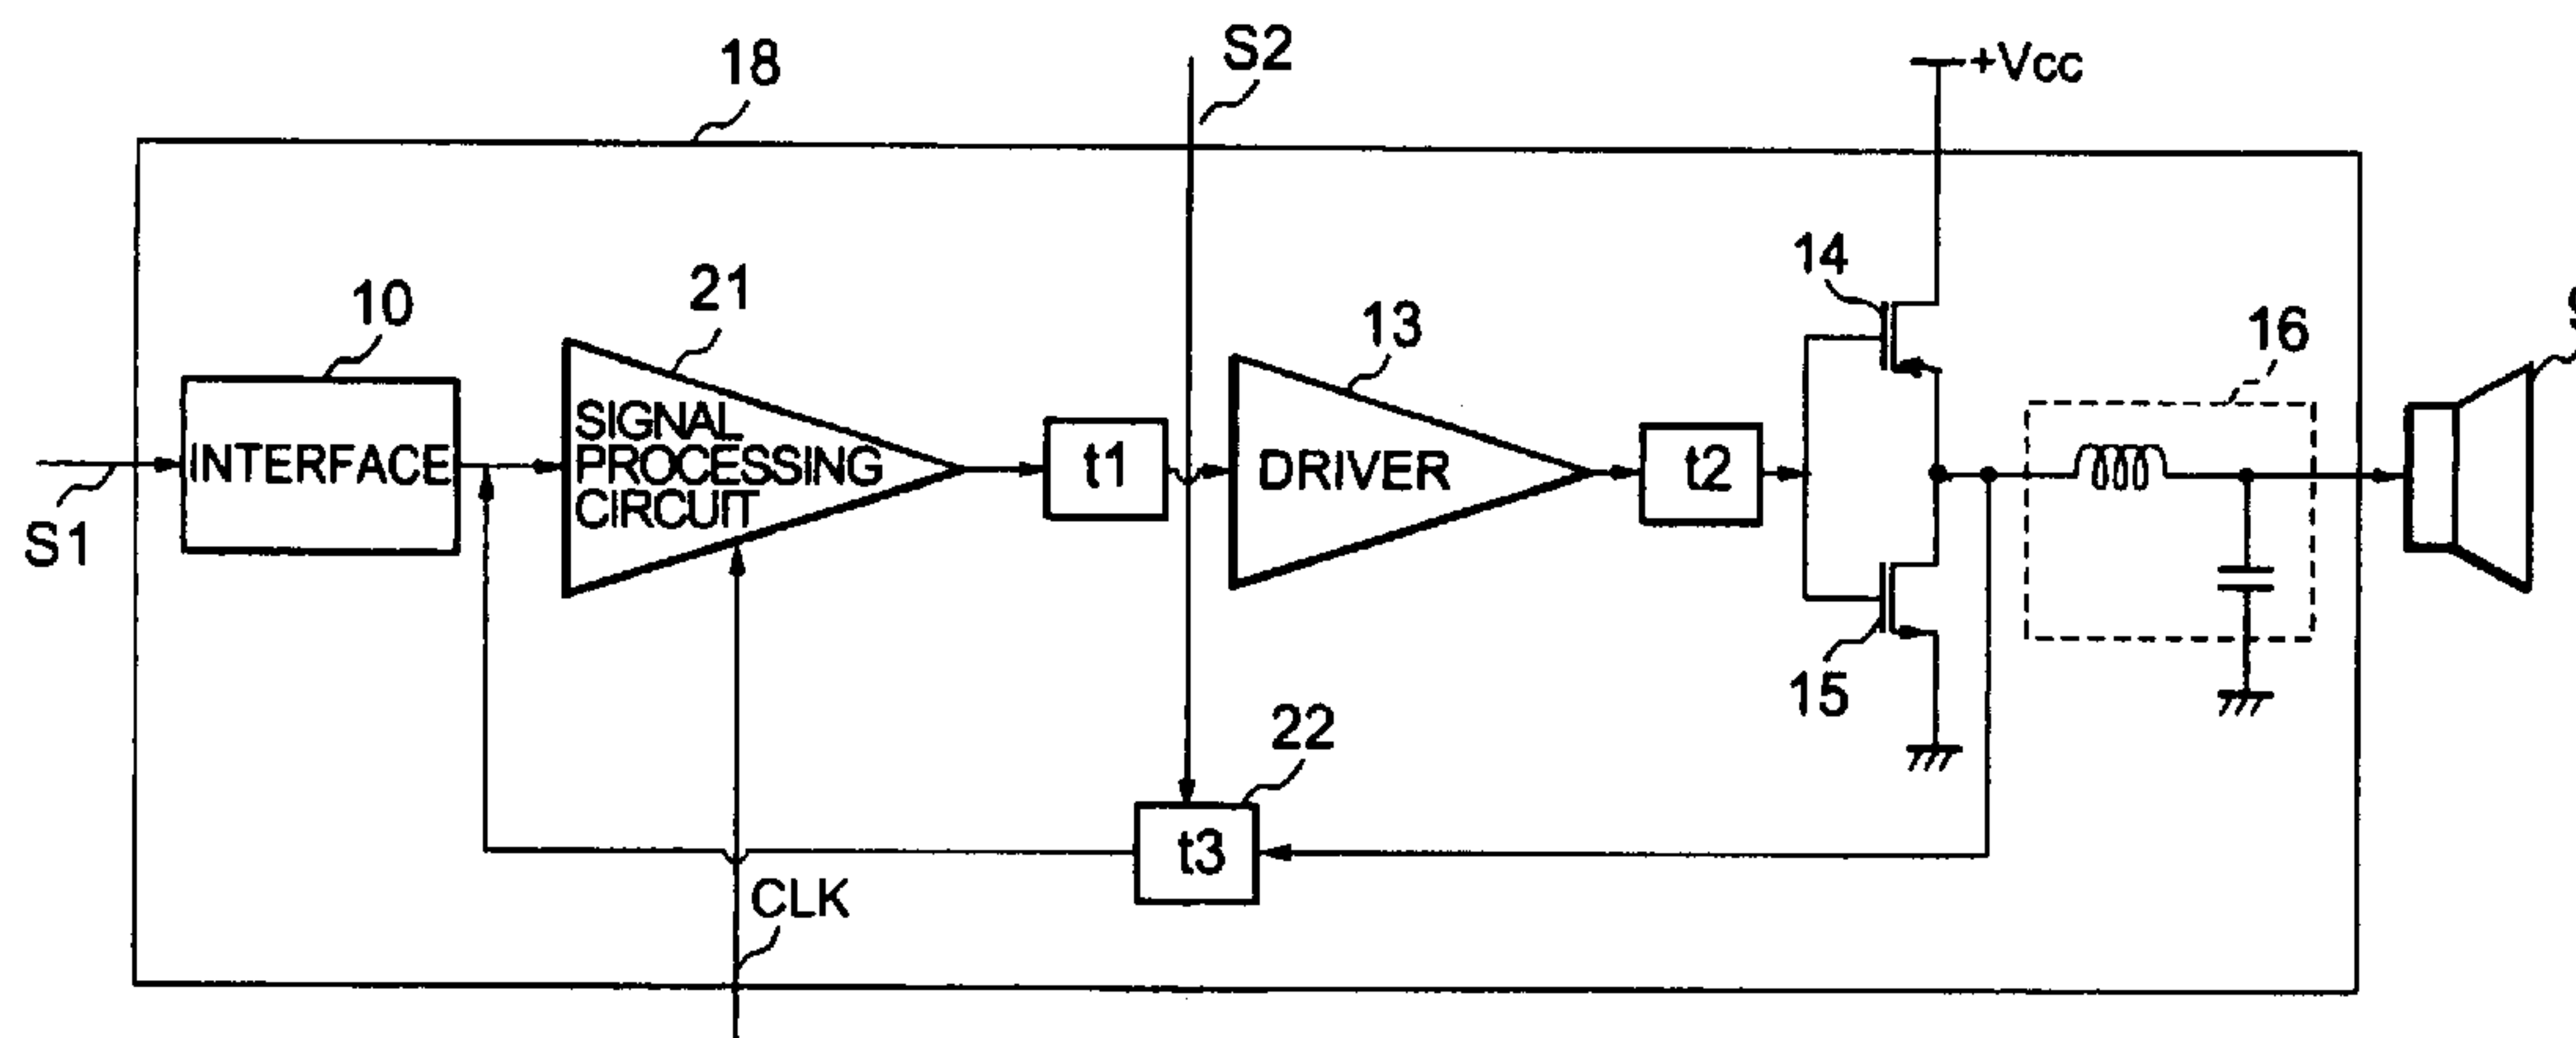 18
S2
+Vcc
10
21
13
14
16
INTERFACE
SIGNAL
PROCESSING
CIRCUIT
t1
DRIVER
t2
S1
15
22
t3
CLK